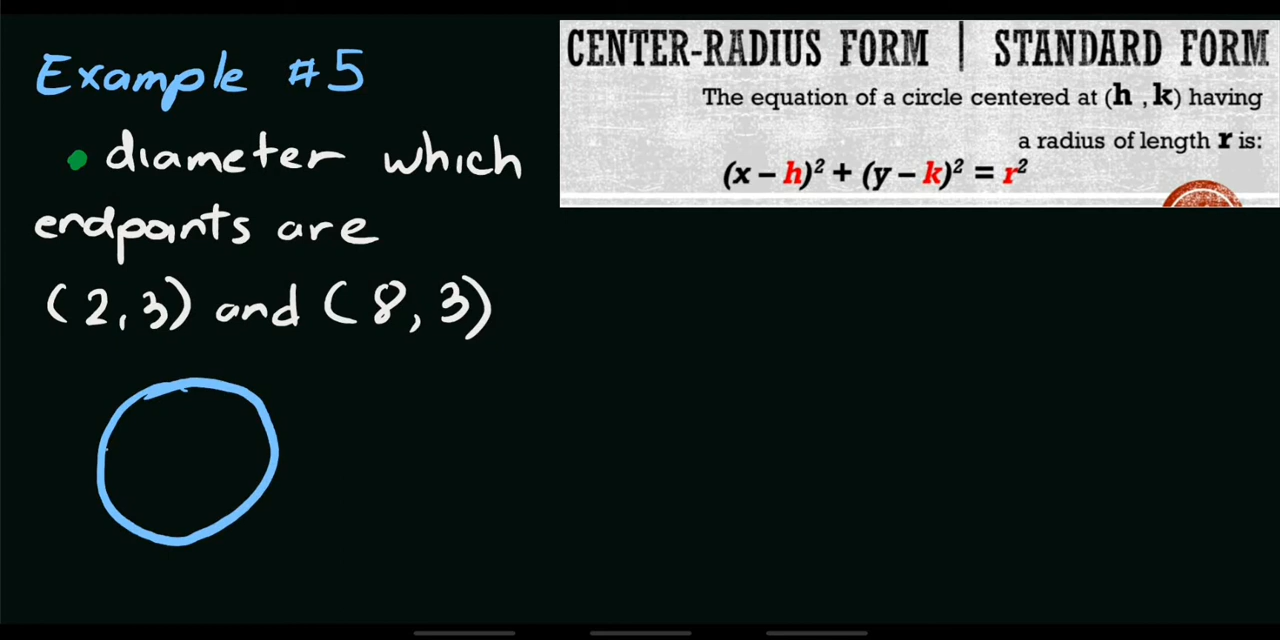 Example #5
• diameter which
endpoints are
(2,3) and (8,3)
CENTER-RADIUS FORM | STANDARD FORM
The equation of a circle centered at (h , k) having
a radius of length r is:
(x – h)² + (y – k)² = r²